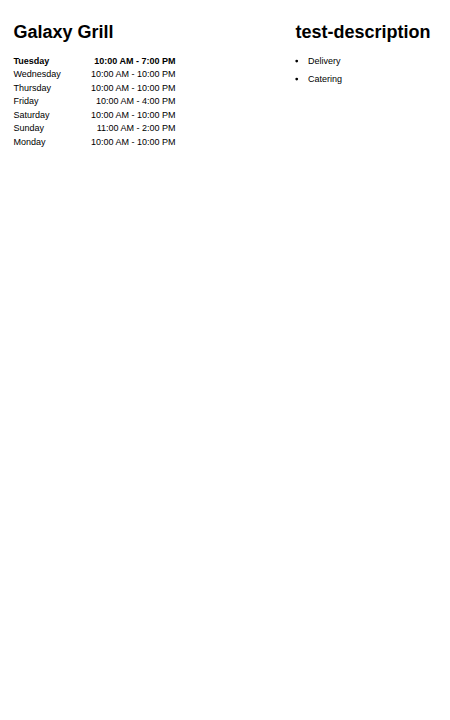 Galaxy Grill
Tuesday 10:00 AM - 7:00 PM
Wednesday 10:00 AM - 10:00 PM
Thursday 10:00 AM - 10:00 PM
Friday 10:00 AM - 4:00 PM
Saturday 10:00 AM - 10:00 PM
Sunday 11:00 AM - 2:00 PM
Monday 10:00 AM - 10:00 PM
test-description
• Delivery
• Catering